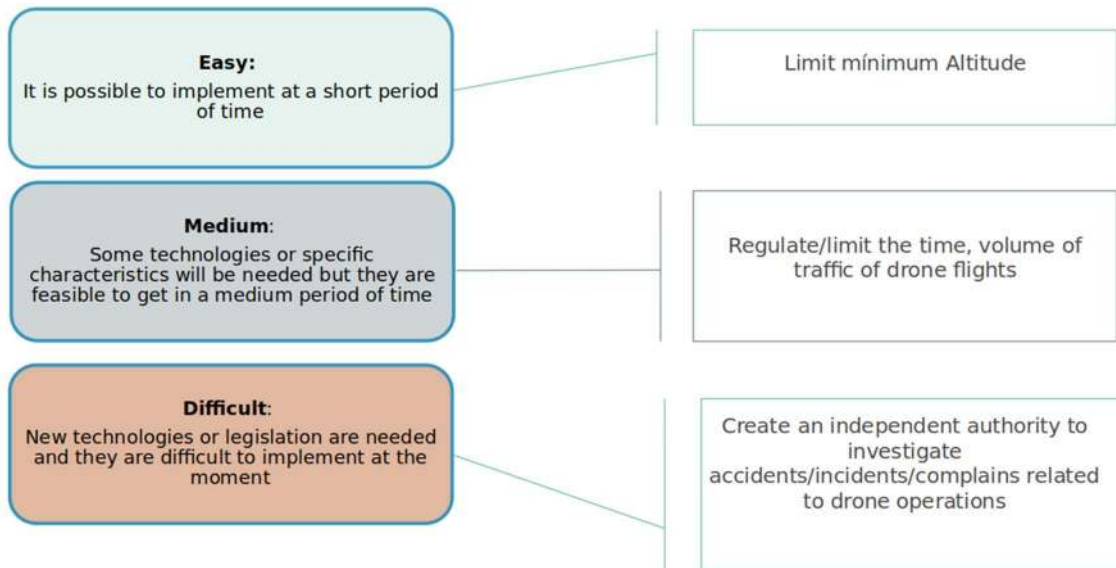 Easy:
It is possible to implement at a short period
of time
Limit mínimum Altitude
Medium:
Some technologies or specific
characteristics will be needed but they are
feasible to get in a medium period of time
Regulate/limit the time, volume of
traffic of drone flights
Difficult:
New technologies or legislation are needed
and they are difficult to implement at the
moment
Create an independent authority to
investigate
accidents/incidents/complains related
to drone operations